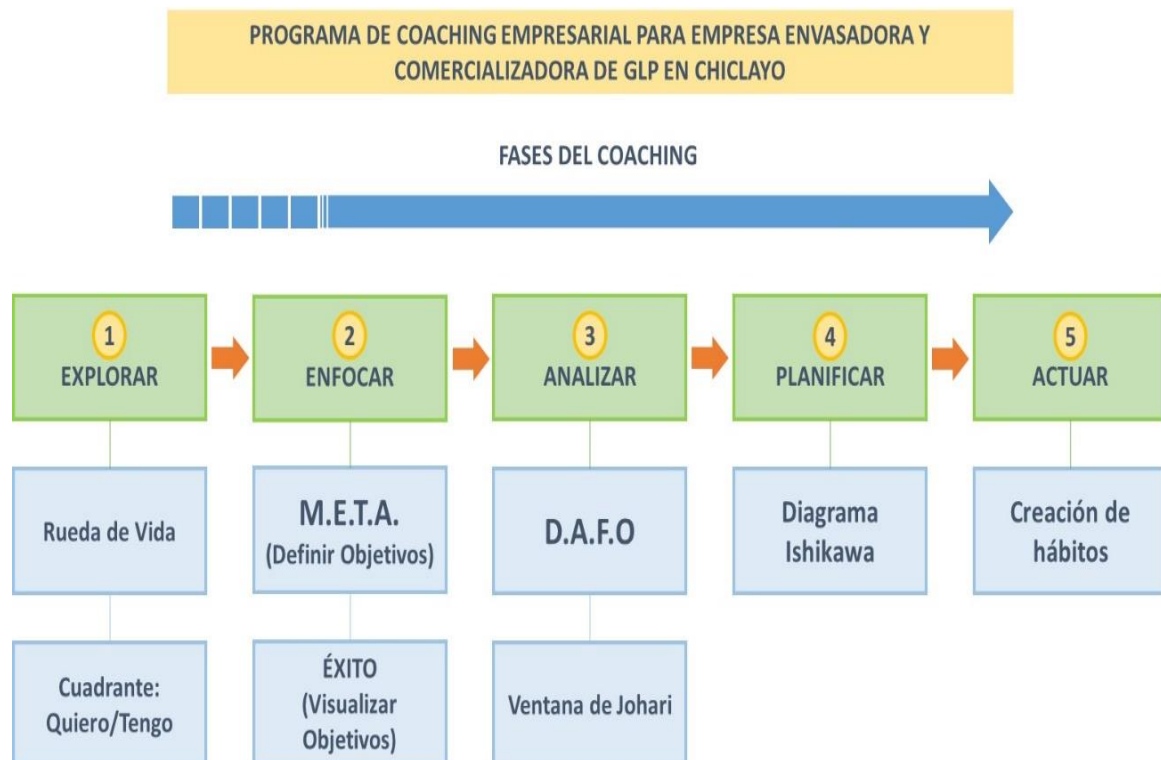 PROGRAMA DE COACHING EMPRESARIAL PARA EMPRESA ENVASADORA Y
COMERCIALIZADORA DE GLP EN CHICLAYO
FASES DEL COACHING
1
EXPLORAR
2
ENFOCAR
3
ANALIZAR
4
PLANIFICAR
5
ACTUAR
Rueda de Vida
M.E.T.A.
(Definir Objetivos)
D.A.F.O
Diagrama
Ishikawa
Creación de
hábitos
Cuadrante:
Quiero/Tengo
ÉXITO
(Visualizar
Objetivos)
Ventana de Johari